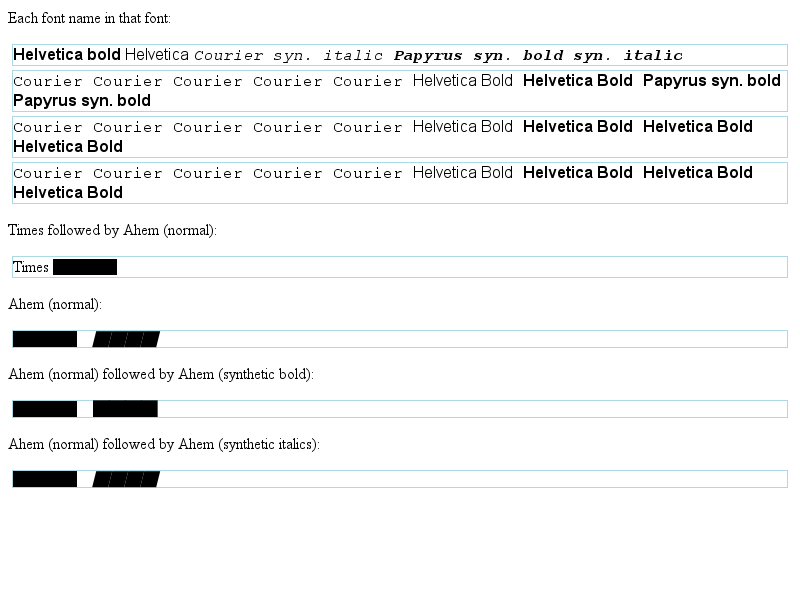 Each font name in that font:
Helvetica bold Helvetica Courier syn. italic Papyrus syn. bold syn. italic
Courier Courier Courier Courier Courier Helvetica Bold Helvetica Bold Papyrus syn. bold
Papyrus syn. bold
Courier Courier Courier Courier Courier Helvetica Bold Helvetica Bold Helvetica Bold
Helvetica Bold
Courier Courier Courier Courier Courier Helvetica Bold Helvetica Bold Helvetica Bold
Helvetica Bold
Times followed by Ahem (normal):
Times
Ahem (normal):
Ahem (normal) followed by Ahem (synthetic bold):
Ahem (normal) followed by Ahem (synthetic italics):